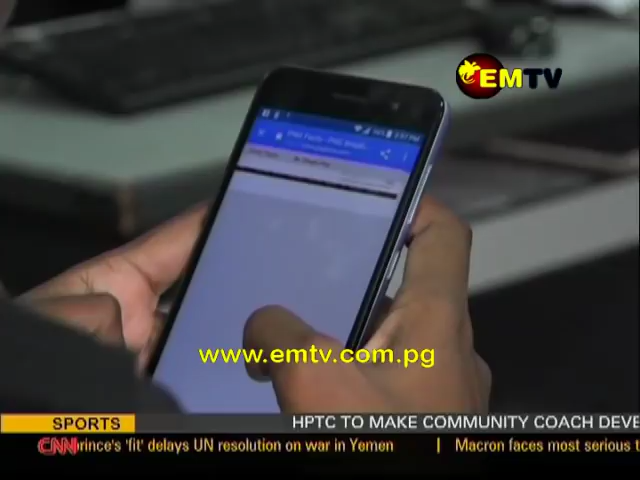 EMTV
www.emtv.com.pg
SPORTS
HPTC TO MAKE COMMUNITY COACH DEVE
CNN rince's 'fit' delays UN resolution on war in Yemen | Macron faces most serious t